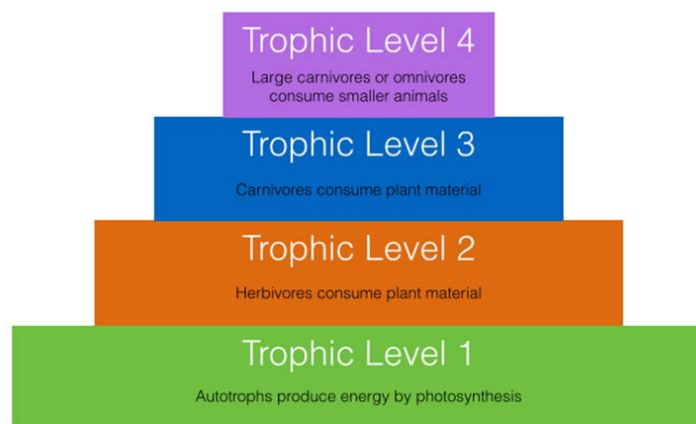 Trophic Level 4
Large carnivores or omnivores
consume smaller animals
Trophic Level 3
Carnivores consume plant material
Trophic Level 2
Herbivores consume plant material
Trophic Level 1
Autotrophs produce energy by photosynthesis